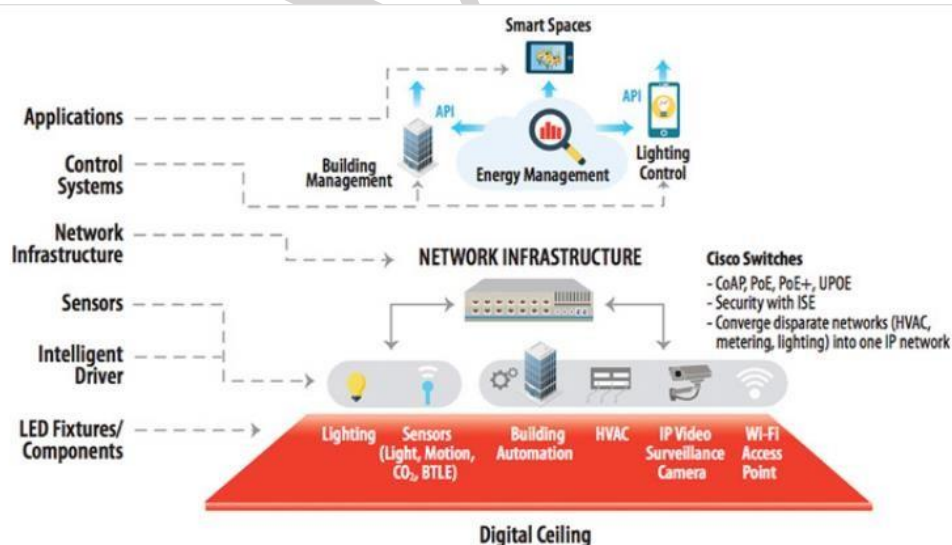 Smart Spaces
API
API
Applications
Building
Management
Energy Management
Lighting
Control
Control
Systems
Network
Infrastructure
NETWORK INFRASTRUCTURE
Cisco Switches
- CoAP, PoE, PoE+, UPOE
- Security with ISE
- Converge disparate networks (HVAC,
metering, lighting) into one IP network
Sensors
Intelligent
Driver
LED Fixtures/
Components
Lighting
Sensors
(Light, Motion,
CO₂, BTLE)
Building
Automation
HVAC
IP Video
Surveillance
Camera
Wi-Fi
Access
Point
Digital Ceiling